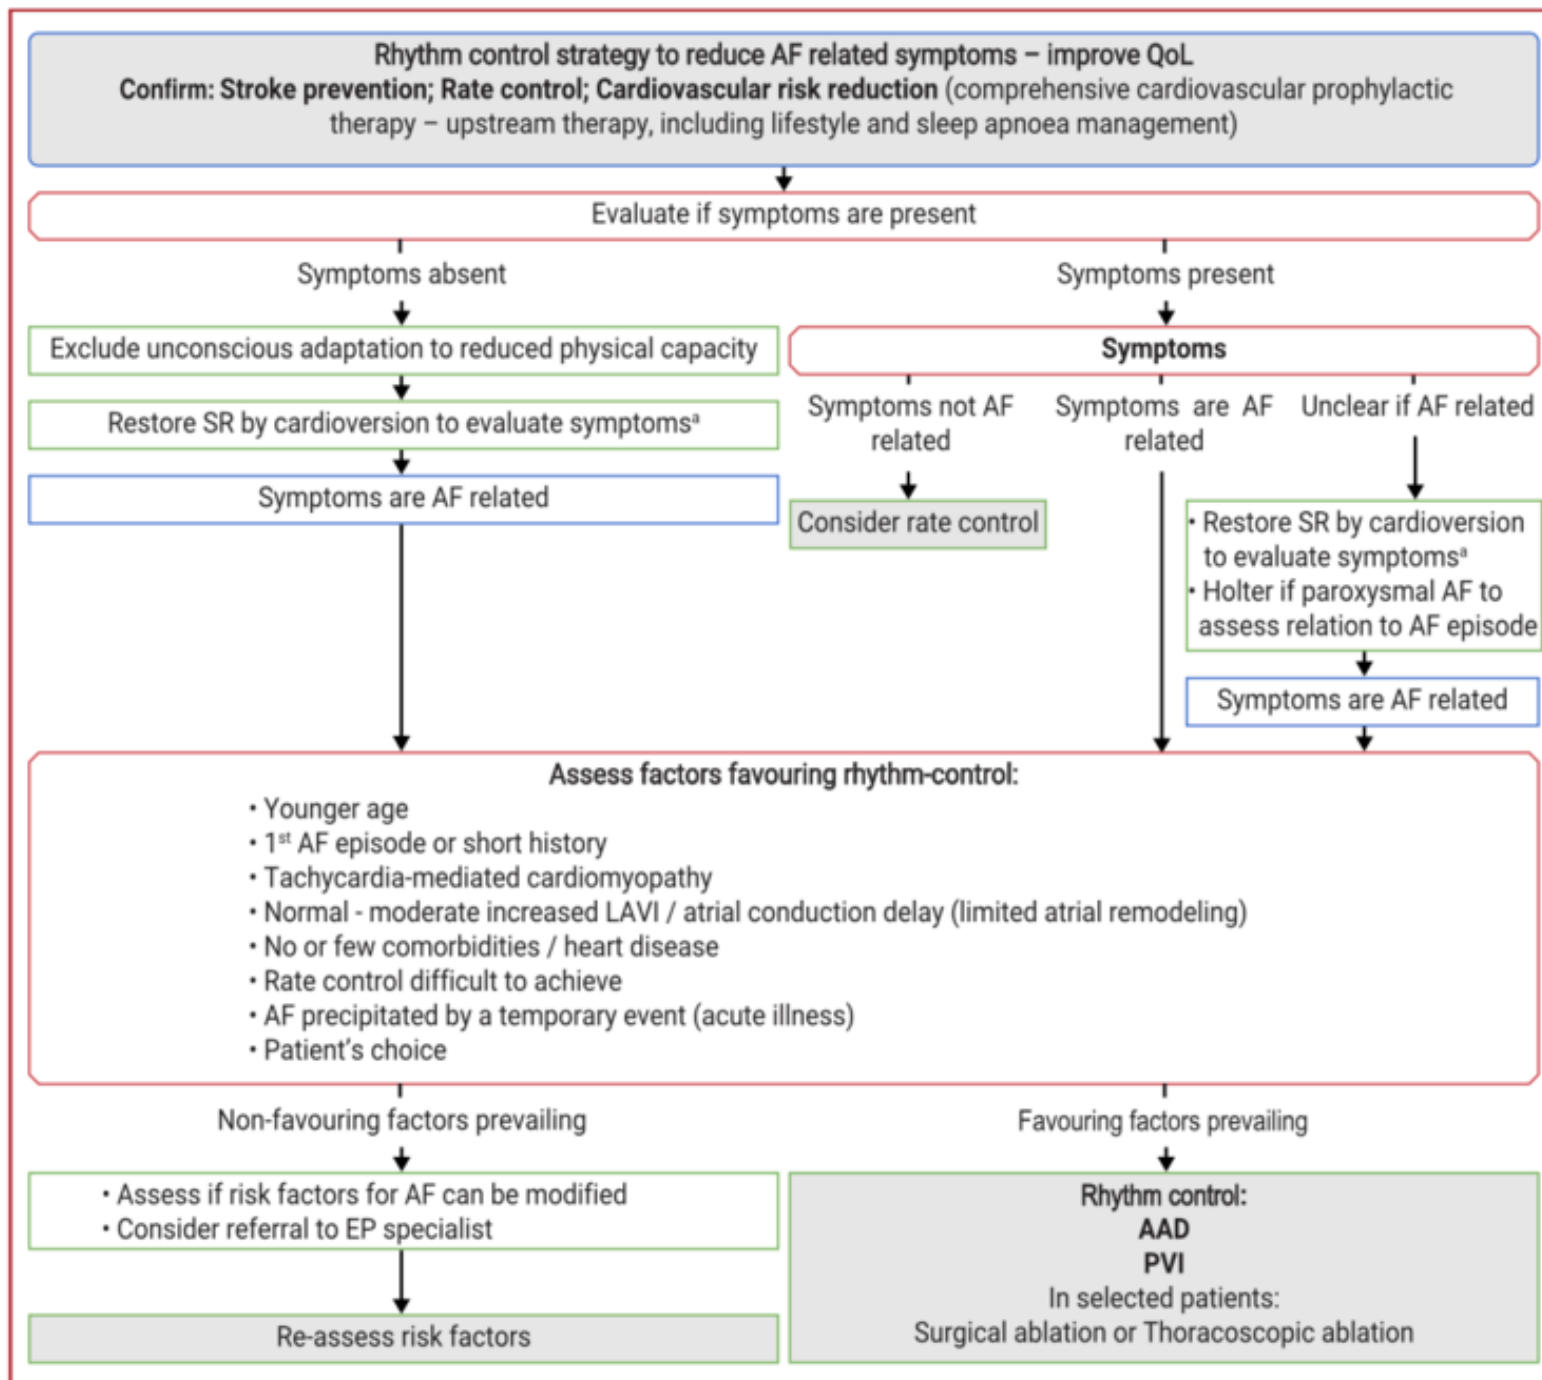 Rhythm control strategy to reduce AF related symptoms – improve QoL
Confirm: Stroke prevention; Rate control; Cardiovascular risk reduction (comprehensive cardiovascular prophylactic
therapy – upstream therapy, including lifestyle and sleep apnoea management)
Evaluate if symptoms are present
Symptoms absent
Symptoms present
Exclude unconscious adaptation to reduced physical capacity
Restore SR by cardioversion to evaluate symptomsᵃ
Symptoms are AF related
Symptoms
Symptoms not AF
related
Symptoms are AF
related
Unclear if AF related
Consider rate control
• Restore SR by cardioversion
to evaluate symptomsᵃ
• Holter if paroxysmal AF to
assess relation to AF episode
Symptoms are AF related
Assess factors favouring rhythm-control:
• Younger age
• 1ˢᵗ AF episode or short history
• Tachycardia-mediated cardiomyopathy
• Normal - moderate increased LAVI / atrial conduction delay (limited atrial remodeling)
• No or few comorbidities / heart disease
• Rate control difficult to achieve
• AF precipitated by a temporary event (acute illness)
• Patient's choice
Non-favouring factors prevailing
Favouring factors prevailing
• Assess if risk factors for AF can be modified
• Consider referral to EP specialist
Re-assess risk factors
Rhythm control:
AAD
PVI
In selected patients:
Surgical ablation or Thoracoscopic ablation